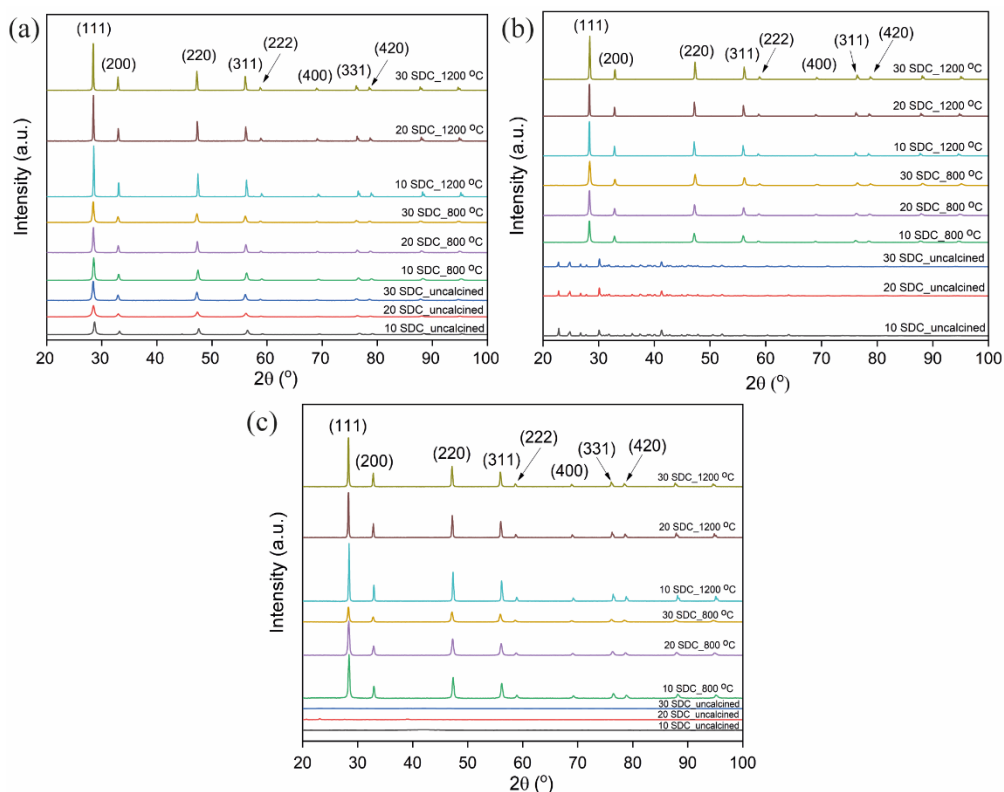 (a)
(111)
(200)
(220)
(311)
(222)
(400)
(331)
(420)
30 SDC_1200 °C
20 SDC_1200 °C
10 SDC_1200 °C
30 SDC_800 °C
20 SDC_800 °C
10 SDC_800 °C
30 SDC_uncalcined
20 SDC_uncalcined
10 SDC_uncalcined
Intensity (a.u.)
20 30 40 50 60 70 80 90 100
2θ (°)
(b)
(111)
(200)
(220)
(311)
(222)
(400)
(311)
(420)
30 SDC_1200 °C
20 SDC_1200 °C
10 SDC_1200 °C
30 SDC_800 °C
20 SDC_800 °C
10 SDC_800 °C
30 SDC_uncalcined
20 SDC_uncalcined
10 SDC_uncalcined
Intensity (a.u.)
20 30 40 50 60 70 80 90 100
2θ (°)
(c)
(111)
(200)
(220)
(311)
(222)
(400)
(331)
(420)
30 SDC_1200 °C
20 SDC_1200 °C
10 SDC_1200 °C
30 SDC_800 °C
20 SDC_800 °C
10 SDC_800 °C
30 SDC_uncalcined
20 SDC_uncalcined
10 SDC_uncalcined
Intensity (a.u.)
20 30 40 50 60 70 80 90 100
2θ (°)